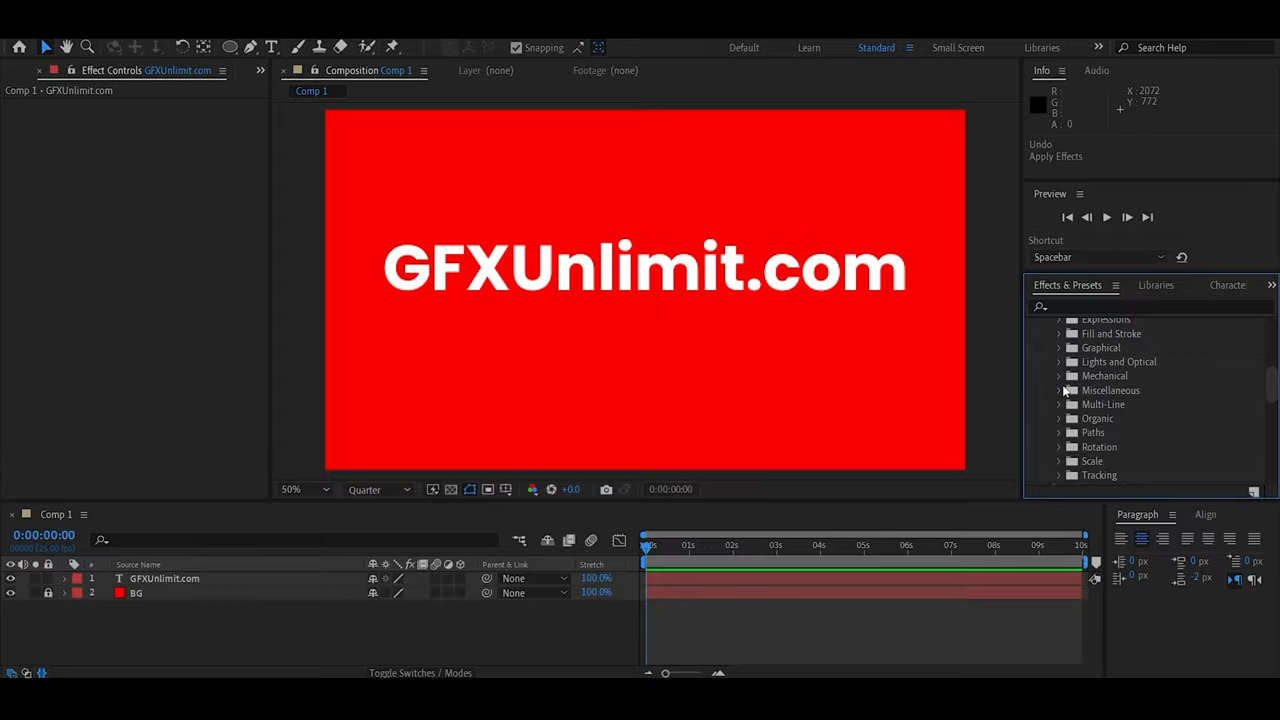 Snapping
Default
Learn
Standard
Small Screen
Libraries
Search Help
Effect Controls GFXUnlimit.com
Composition Comp 1
Layer (none)
Footage (none)
Info
Audio
Comp 1 • GFXUnlimit.com
Comp 1
R:
G:
B:
A: 0
X: 2072
Y: 772
Undo
Apply Effects
Preview
Shortcut
Spacebar
GFXUnlimit.com
Effects & Presets
Libraries
Characte
Expressions
Fill and Stroke
Graphical
Lights and Optical
Mechanical
Miscellaneous
Multi-Line
Organic
Paths
Rotation
Scale
Tracking
50%
Quarter
+0.0
0:00:00:00
Comp 1
Paragraph
Align
0:00:00:00
00000 (25.00 fps)
01s
02s
03s
04s
05s
06s
07s
08s
09s
10s
#
Source Name
Parent & Link
Stretch
1
T
GFXUnlimit.com
None
100.0%
2
BG
None
100.0%
0 px
0 px
0 px
0 px
-2 px
Toggle Switches / Modes